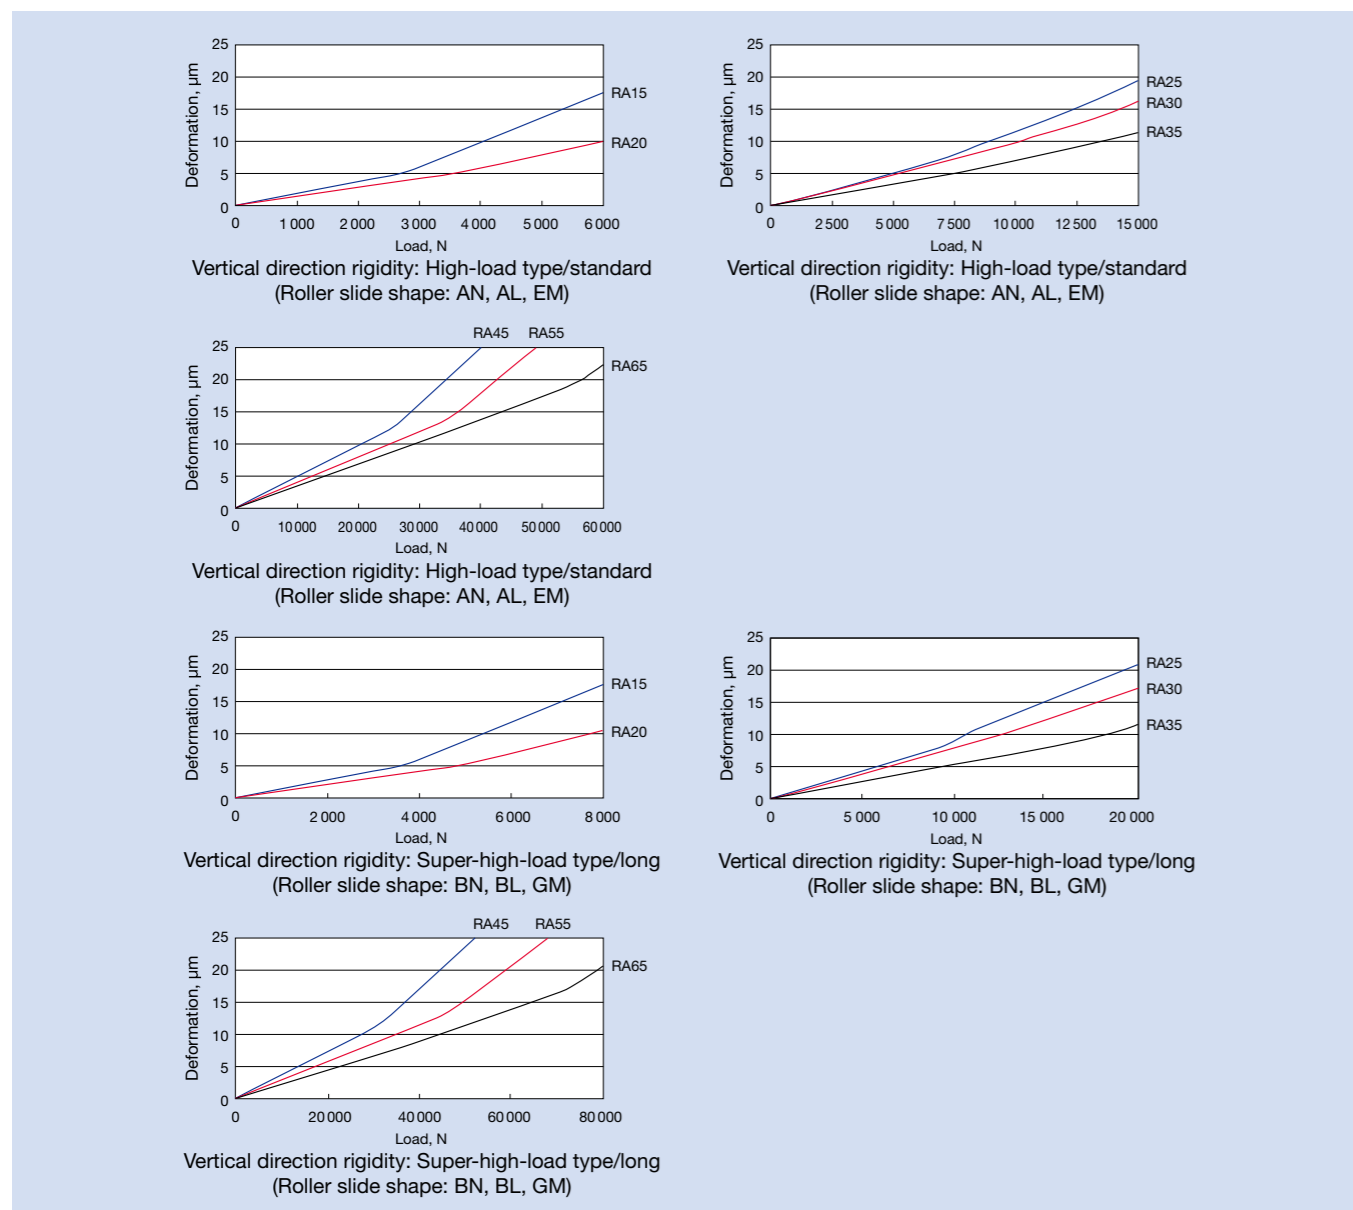 25
20
15
10
5
0
Deformation, µm
RA15
RA20
0 1 000 2 000 3 000 4 000 5 000 6 000
Load, N
Vertical direction rigidity: High-load type/standard
(Roller slide shape: AN, AL, EM)
25
20
15
10
5
0
Deformation, µm
RA25
RA30
RA35
0 2 500 5 000 7 500 10 000 12 500 15 000
Load, N
Vertical direction rigidity: High-load type/standard
(Roller slide shape: AN, AL, EM)
RA45 RA55
25
20
15
10
5
0
Deformation, µm
RA65
0 10 000 20 000 30 000 40 000 50 000 60 000
Load, N
Vertical direction rigidity: High-load type/standard
(Roller slide shape: AN, AL, EM)
25
20
15
10
5
0
Deformation, µm
RA15
RA20
0 2 000 4 000 6 000 8 000
Load, N
Vertical direction rigidity: Super-high-load type/long
(Roller slide shape: BN, BL, GM)
25
20
15
10
5
0
Deformation, µm
RA25
RA30
RA35
0 5 000 10 000 15 000 20 000
Load, N
Vertical direction rigidity: Super-high-load type/long
(Roller slide shape: BN, BL, GM)
RA45 RA55
25
20
15
10
5
0
Deformation, µm
RA65
0 20 000 40 000 60 000 80 000
Load, N
Vertical direction rigidity: Super-high-load type/long
(Roller slide shape: BN, BL, GM)